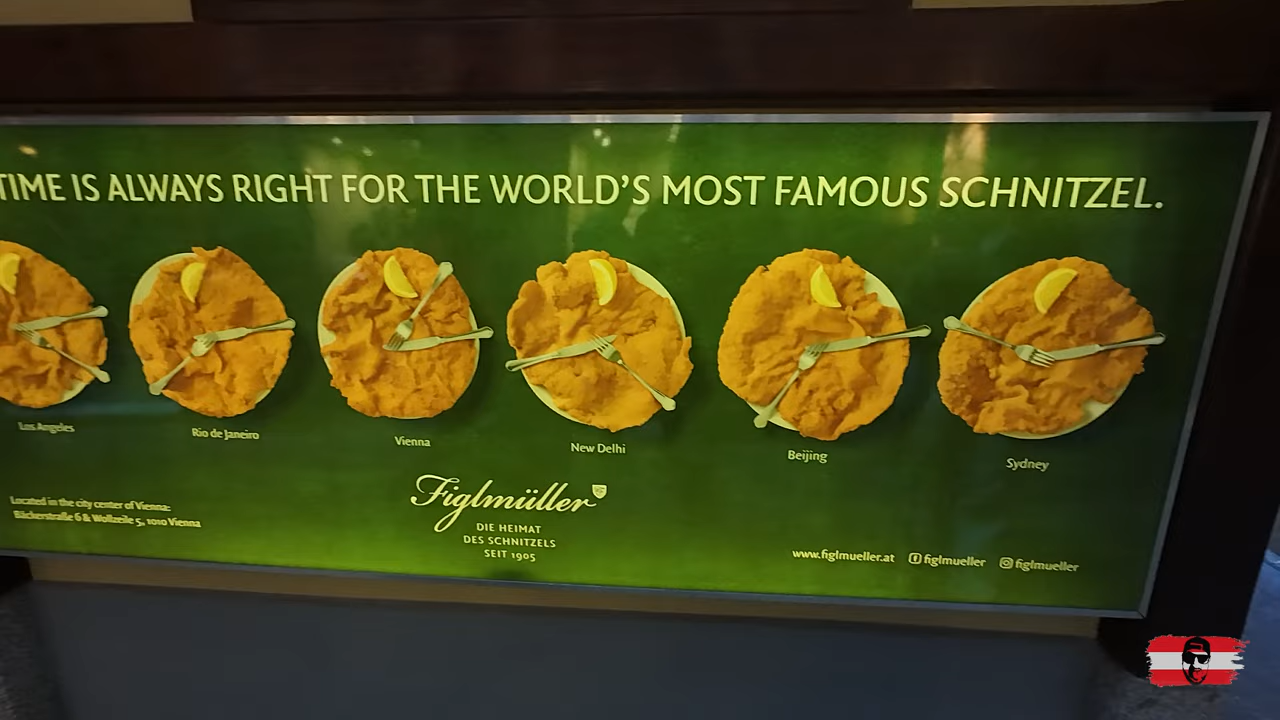 TIME IS ALWAYS RIGHT FOR THE WORLD'S MOST FAMOUS SCHNITZEL.
Los Angeles
Rio de Janeiro
Vienna
New Delhi
Beijing
Sydney
Located in the city center of Vienna:
Bäckerstraße 6 & Wollzeile 5, 1010 Vienna
Figlmüller
DIE HEIMAT
DES SCHNITZELS
SEIT 1905
www.figlmueller.at figlmueller figlmueller